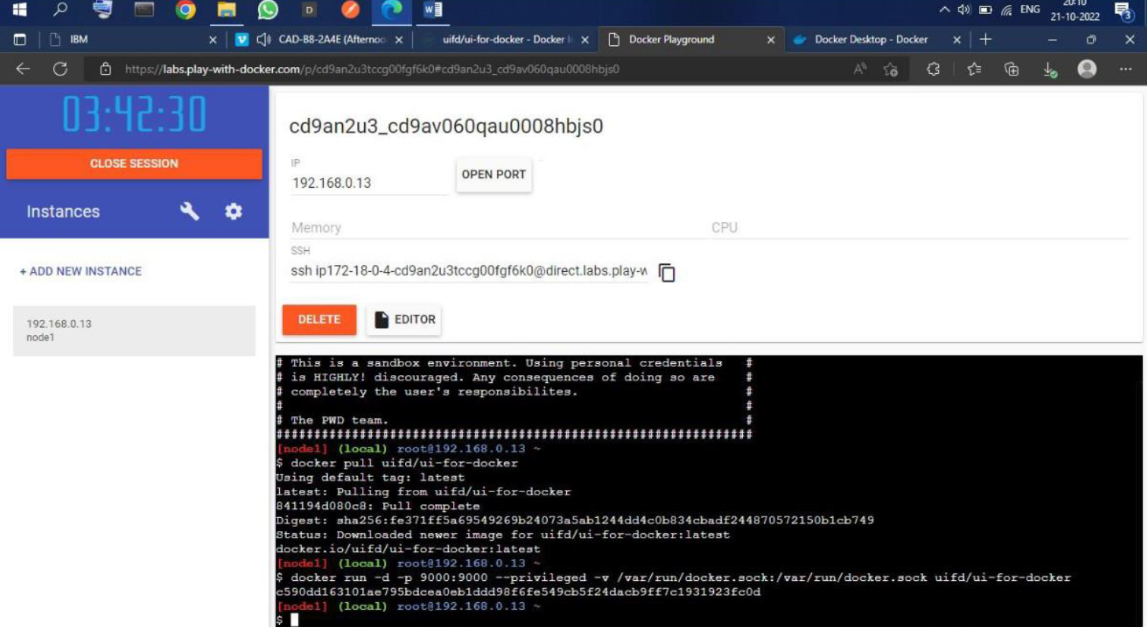 20:10
ENG
21-10-2022
3
IBM
CAD-B8-2A4E (Afternoo
uifd/ui-for-docker - Docker
Docker Playground
Docker Desktop - Docker
https://labs.play-with-docker.com/p/cd9an2u3tccg00fgf6k0#cd9an2u3_cd9av060qau0008hbjs0
03:42:30
CLOSE SESSION
Instances
+ ADD NEW INSTANCE
192.168.0.13
node1
cd9an2u3_cd9av060qau0008hbjs0
IP
192.168.0.13
OPEN PORT
Memory
CPU
SSH
ssh ip172-18-0-4-cd9an2u3tccg00fgf6k0@direct.labs.play-w
DELETE
EDITOR
# This is a sandbox environment. Using personal credentials #
# is HIGHLY! discouraged. Any consequences of doing so are #
# completely the user's responsibilites. #
# #
# The PWD team. #
###############################################################
[node1] (local) root@192.168.0.13 ~
$ docker pull uifd/ui-for-docker
Using default tag: latest
latest: Pulling from uifd/ui-for-docker
841194d080c8: Pull complete
Digest: sha256:fe371ff5a69549269b24073a5ab1244dd4c0b834cbadf244870572150b1cb749
Status: Downloaded newer image for uifd/ui-for-docker:latest
docker.io/uifd/ui-for-docker:latest
[node1] (local) root@192.168.0.13 ~
$ docker run -d -p 9000:9000 --privileged -v /var/run/docker.sock:/var/run/docker.sock uifd/ui-for-docker
c590dd163101ae795bdcea0eb1ddd98f6fe549cb5f24dacb9ff7c1931923fc0d
[node1] (local) root@192.168.0.13 ~
$